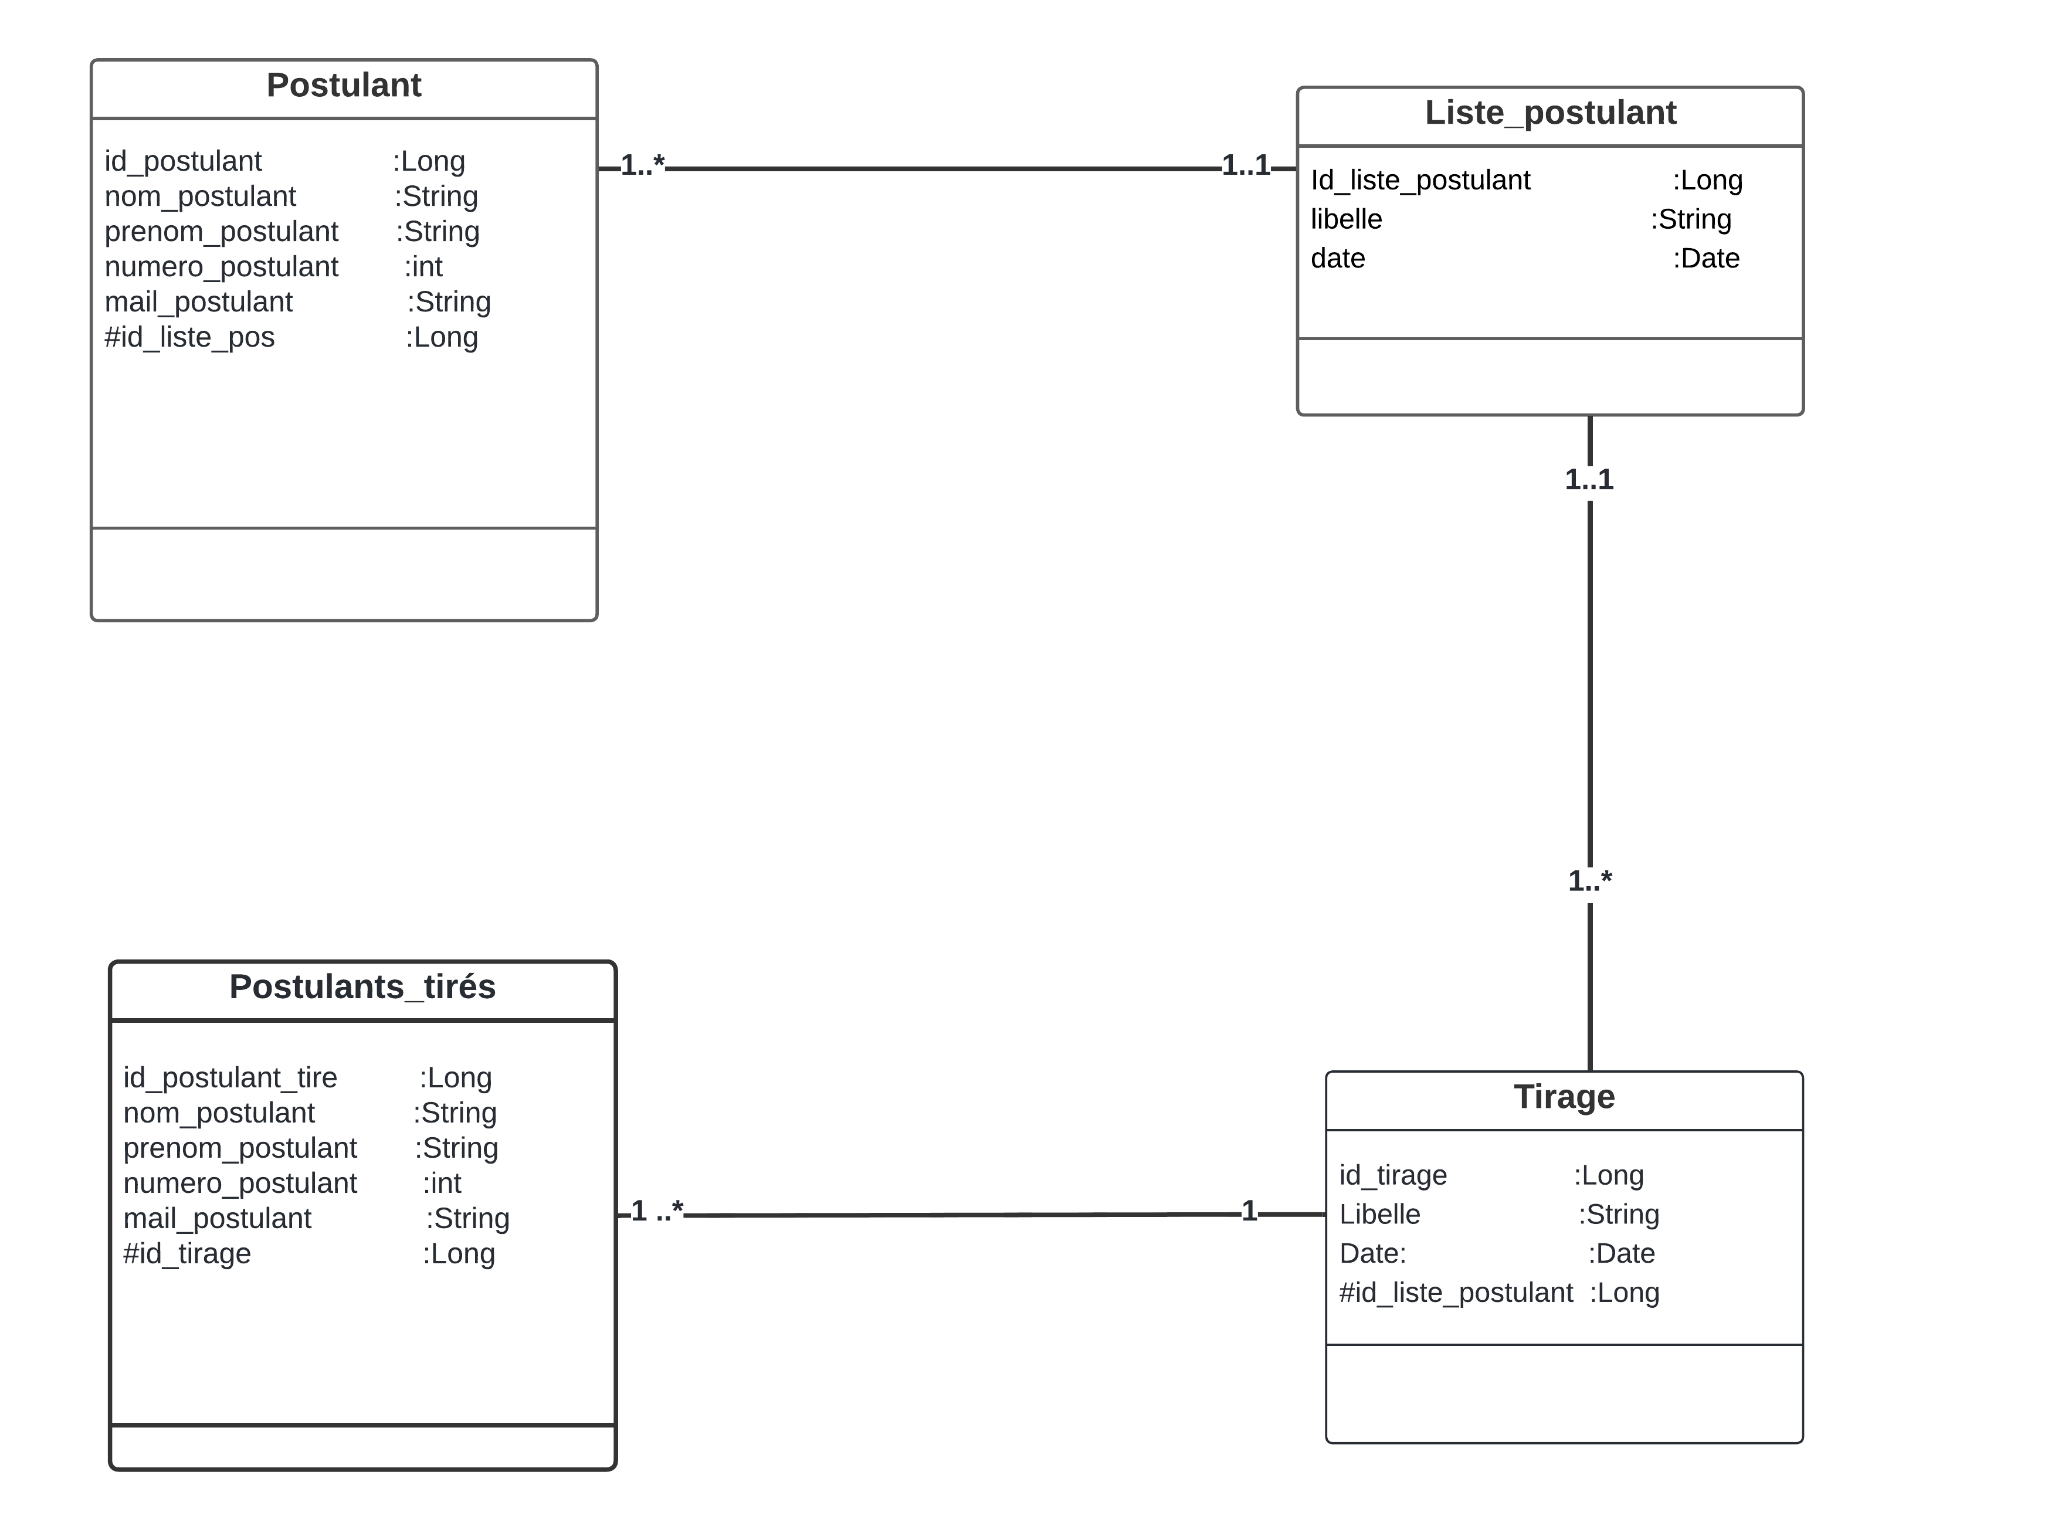 Postulant
id_postulant :Long
nom_postulant :String
prenom_postulant :String
numero_postulant :int
mail_postulant :String
#id_liste_pos :Long
1..*
1..1
Liste_postulant
Id_liste_postulant :Long
libelle :String
date :Date
1..1
1..*
Postulants_tirés
id_postulant_tire :Long
nom_postulant :String
prenom_postulant :String
numero_postulant :int
mail_postulant :String
#id_tirage :Long
1 ..*
1
Tirage
id_tirage :Long
Libelle :String
Date: :Date
#id_liste_postulant :Long